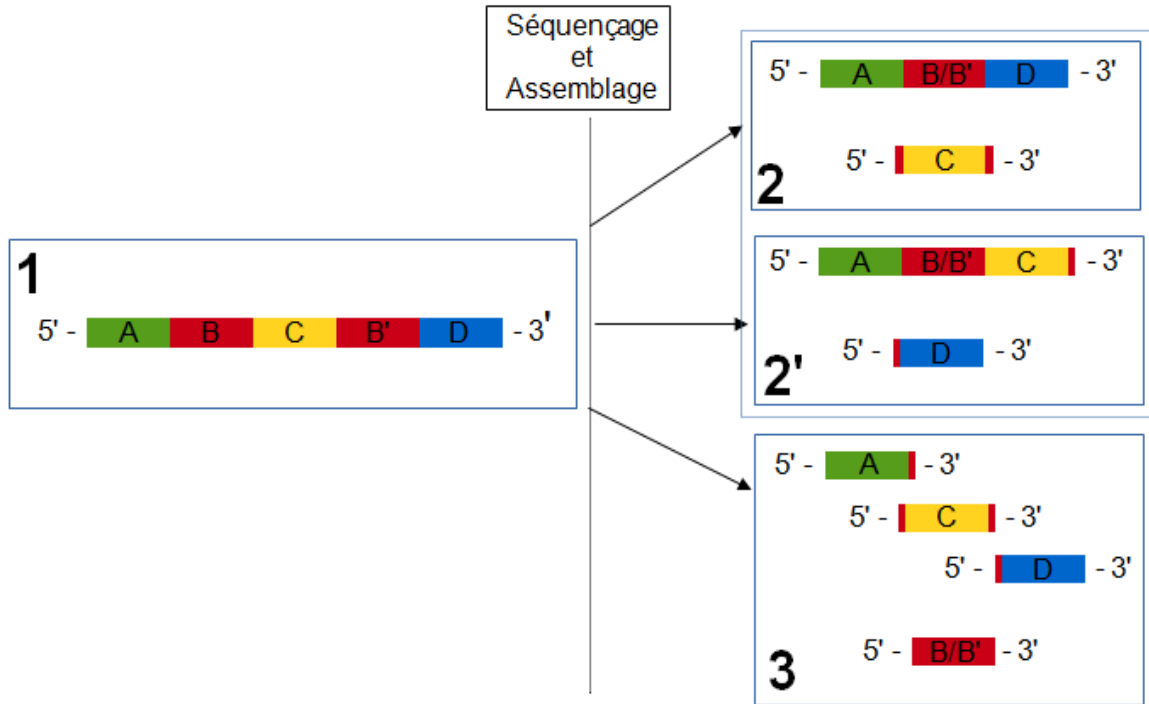 Séquençage
et
Assemblage
1
5' - A B C B' D - 3'
2
5' - A B/B' D - 3'
5' - C - 3'
2'
5' - A B/B' C - 3'
5' - D - 3'
3
5' - A - 3'
5' - C - 3'
5' - D - 3'
5' - B/B' - 3'